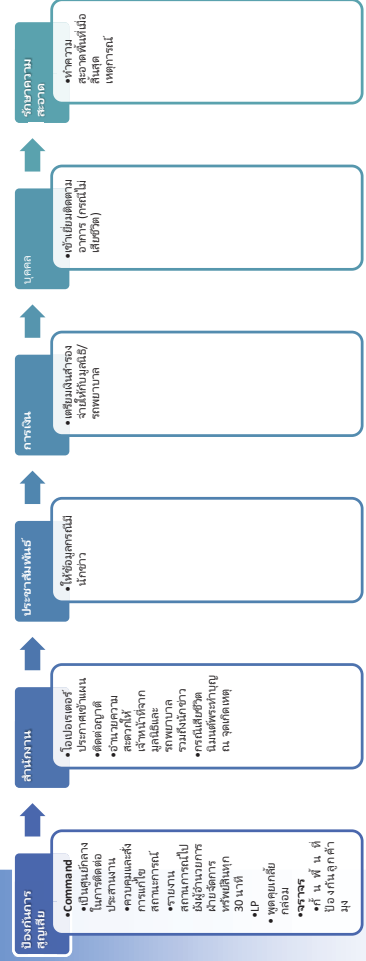 ป้องกันการ
สูญเสีย
•Command
•เป็นศูนย์กลาง
ในการติดต่อ
ประสานงาน
•ควบคุมและสั่ง
การแก้ไข
สถานะการณ์
•รายงาน
สถานการณ์ไป
ยังผู้อำนวยการ
ฝ่ายจัดการ
ทรัพย์สินทุก
30 นาที
•LP
• พูดคุยเกลี้ย
กล่อม
•จราจร
•กั้นพื้นที่
ป้องกันลูกค้า
มุง
สำนักงาน
•โอเปอเรเตอร์
ประกาศเข้าแผน
•ติดต่อญาติ
•อำนวยความ
สะดวกให้
เจ้าหน้าที่จาก
มูลนิธิและ
รถพยาบาล
รวมถึงนักข่าว
•กรณีเสียชีวิต
นิมนต์พระทำบุญ
ณ จุดเกิดเหตุ
ประชาสัมพันธ์
•ให้ข้อมูลกรณีมี
นักข่าว
การเงิน
•เตรียมเงินสำรอง
จ่ายให้กับมูลนิธิ/
รถพยาบาล
บุคคล
•เข้าเยี่ยมติดตาม
อาการ (กรณีไม่
เสียชีวิต)
รักษาความ
สะอาด
•ทำความ
สะอาดพื้นที่เมื่อ
สิ้นสุด
เหตุการณ์